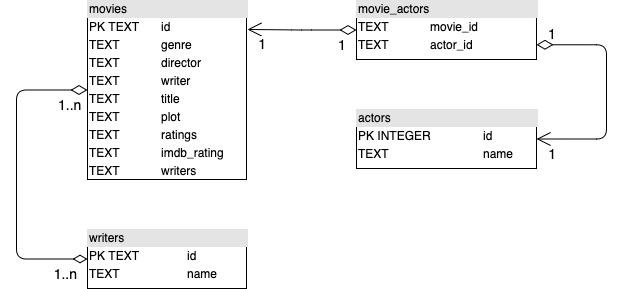 movies
PK TEXT id
TEXT genre
TEXT director
TEXT writer
TEXT title
TEXT plot
TEXT ratings
TEXT imdb_rating
TEXT writers
movie_actors
TEXT movie_id
TEXT actor_id
1
1
1
1
1..n
1..n
actors
PK INTEGER id
TEXT name
writers
PK TEXT id
TEXT name